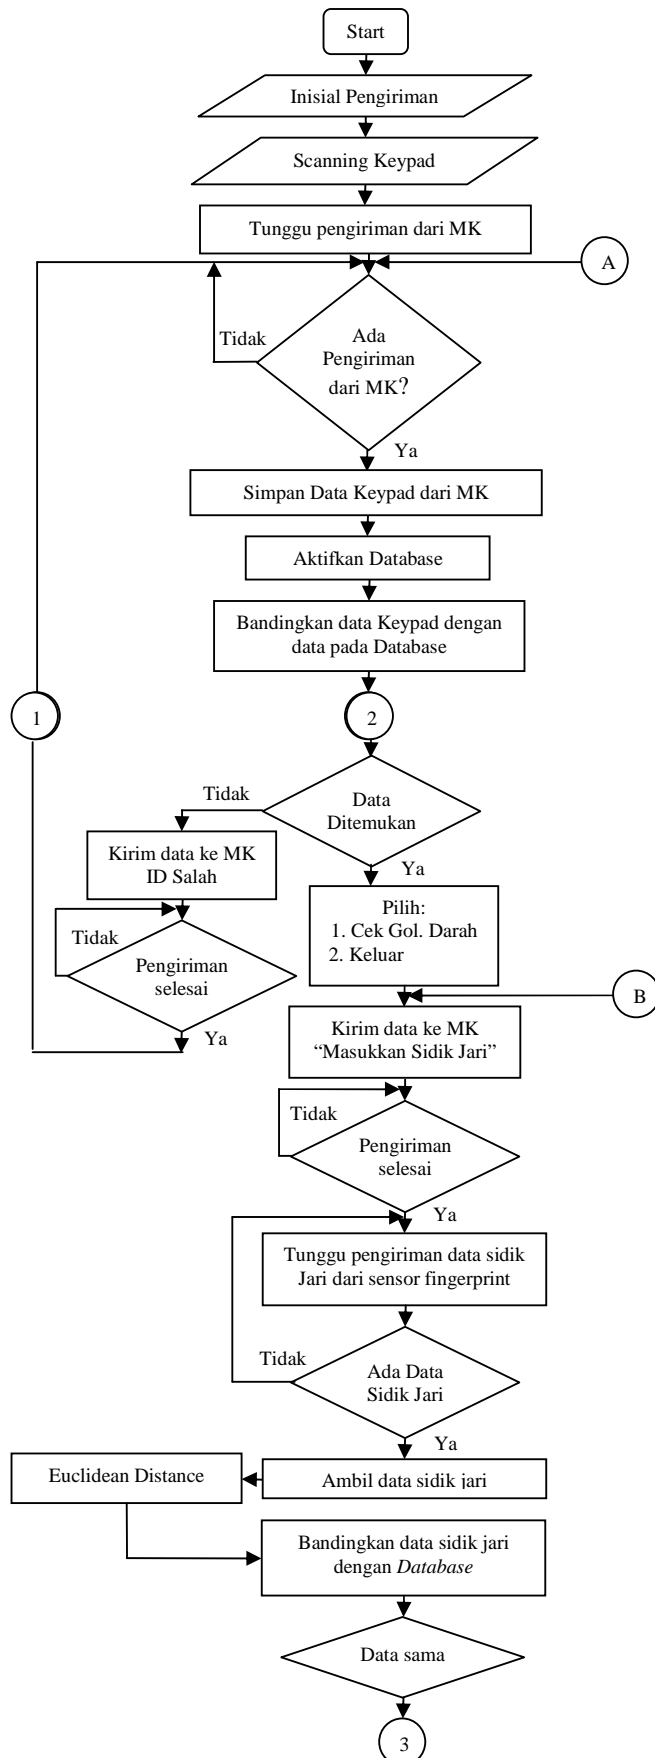 Start
Inisial Pengiriman
Scanning Keypad
Tunggu pengiriman dari MK
A
Tidak
Ada
Pengiriman
dari MK?
Ya
Simpan Data Keypad dari MK
Aktifkan Database
Bandingkan data Keypad dengan
data pada Database
1
2
Tidak
Data
Ditemukan
Kirim data ke MK
ID Salah
Ya
Pilih:
1. Cek Gol. Darah
2. Keluar
Tidak
Pengiriman
selesai
B
Ya
Kirim data ke MK
“Masukkan Sidik Jari”
Tidak
Pengiriman
selesai
Ya
Tunggu pengiriman data sidik
Jari dari sensor fingerprint
Tidak
Ada Data
Sidik Jari
Ya
Euclidean Distance
Ambil data sidik jari
Bandingkan data sidik jari
dengan Database
Data sama
3